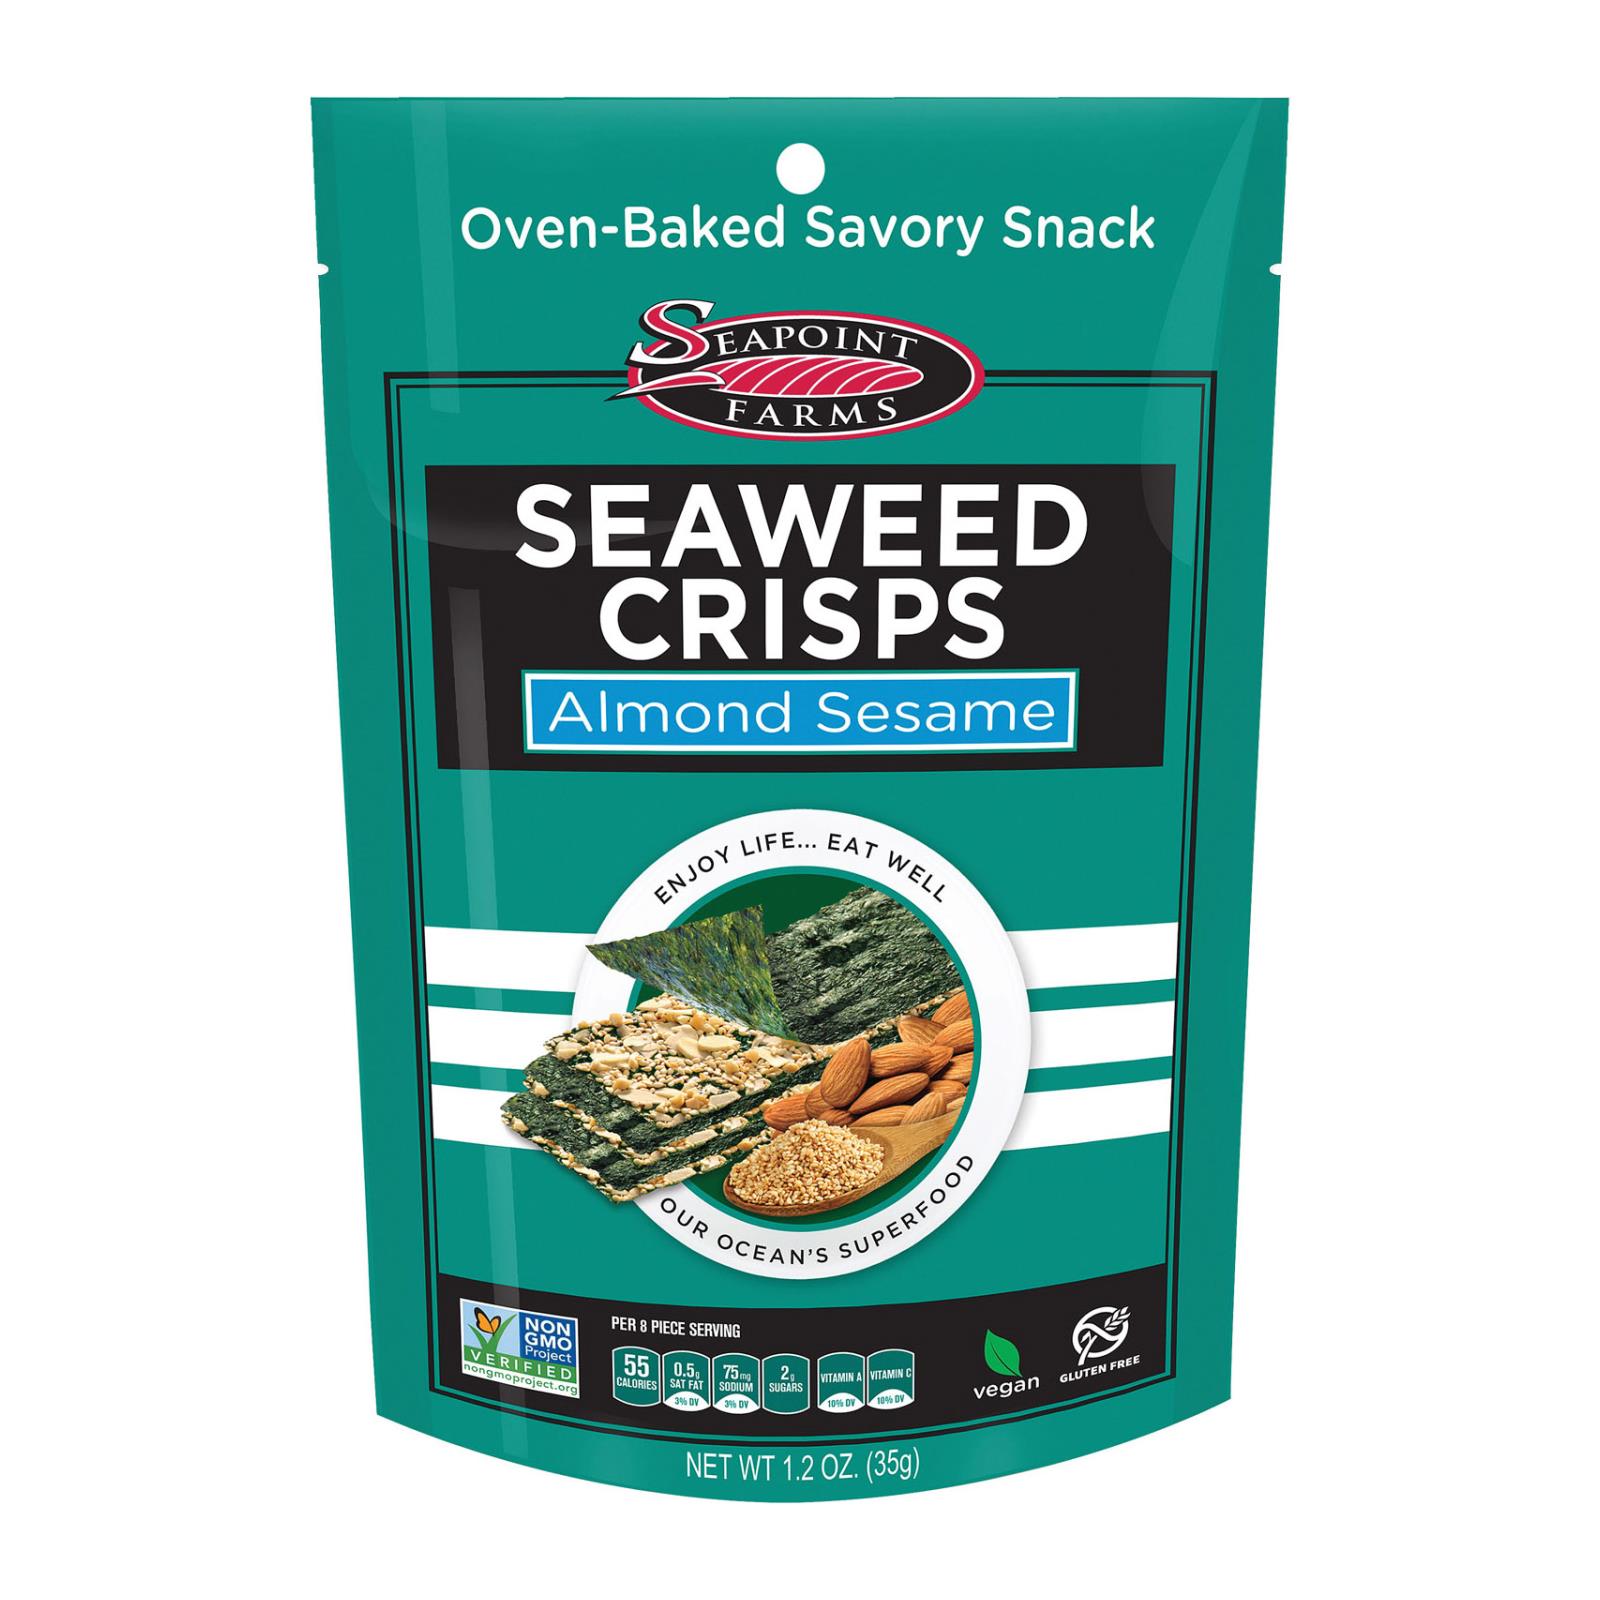 Oven-Baked Savory Snack
SEAPOINT
FARMS
SEAWEED
CRISPS
Almond Sesame
ENJOY LIFE... EAT WELL
OUR OCEAN'S SUPERFOOD
NON
GMO
Project
VERIFIED
nongmoproject.org
PER 8 PIECE SERVING
55
CALORIES
0.5g
SAT FAT
3% DV
75mg
SODIUM
3% DV
2g
SUGARS
VITAMIN A
10% DV
VITAMIN C
10% DV
vegan
GLUTEN FREE
NET WT 1.2 OZ. (35g)